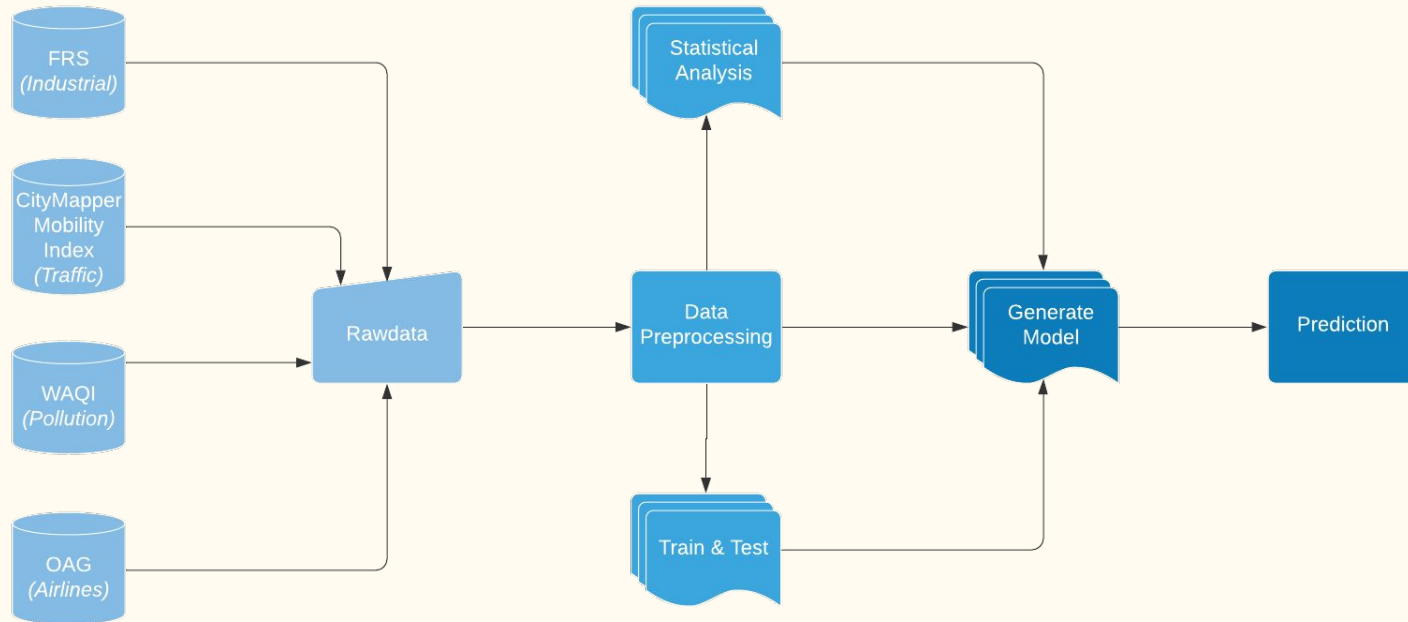 FRS
(Industrial)
CityMapper
Mobility
Index
(Traffic)
WAQI
(Pollution)
OAG
(Airlines)
Rawdata
Statistical
Analysis
Data
Preprocessing
Train & Test
Generate
Model
Prediction